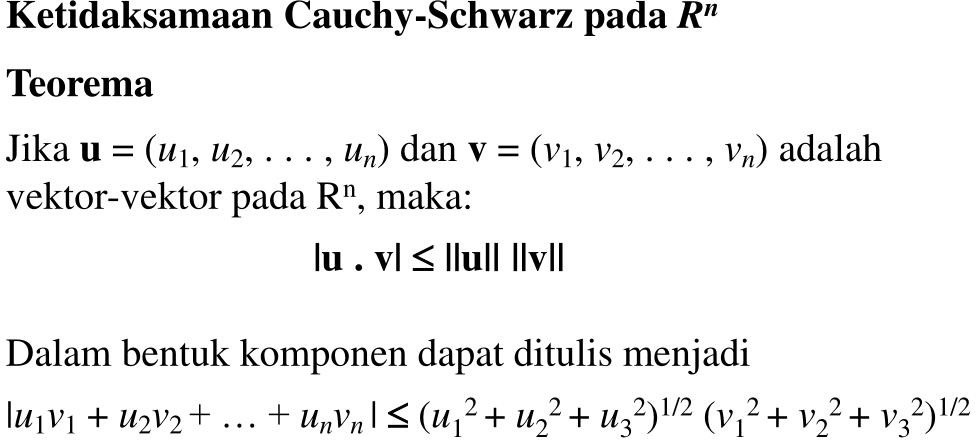 Ketidaksamaan Cauchy-Schwarz pada Rⁿ
Teorema
Jika u = (u₁, u₂, . . . , uₙ) dan v = (v₁, v₂, . . . , vₙ) adalah
vektor-vektor pada Rⁿ, maka:
|u . v| ≤ ||u|| ||v||
Dalam bentuk komponen dapat ditulis menjadi
|u₁v₁ + u₂v₂ + … + uₙvₙ| ≤ (u₁² + u₂² + u₃²)¹/² (v₁² + v₂² + v₃²)¹/²